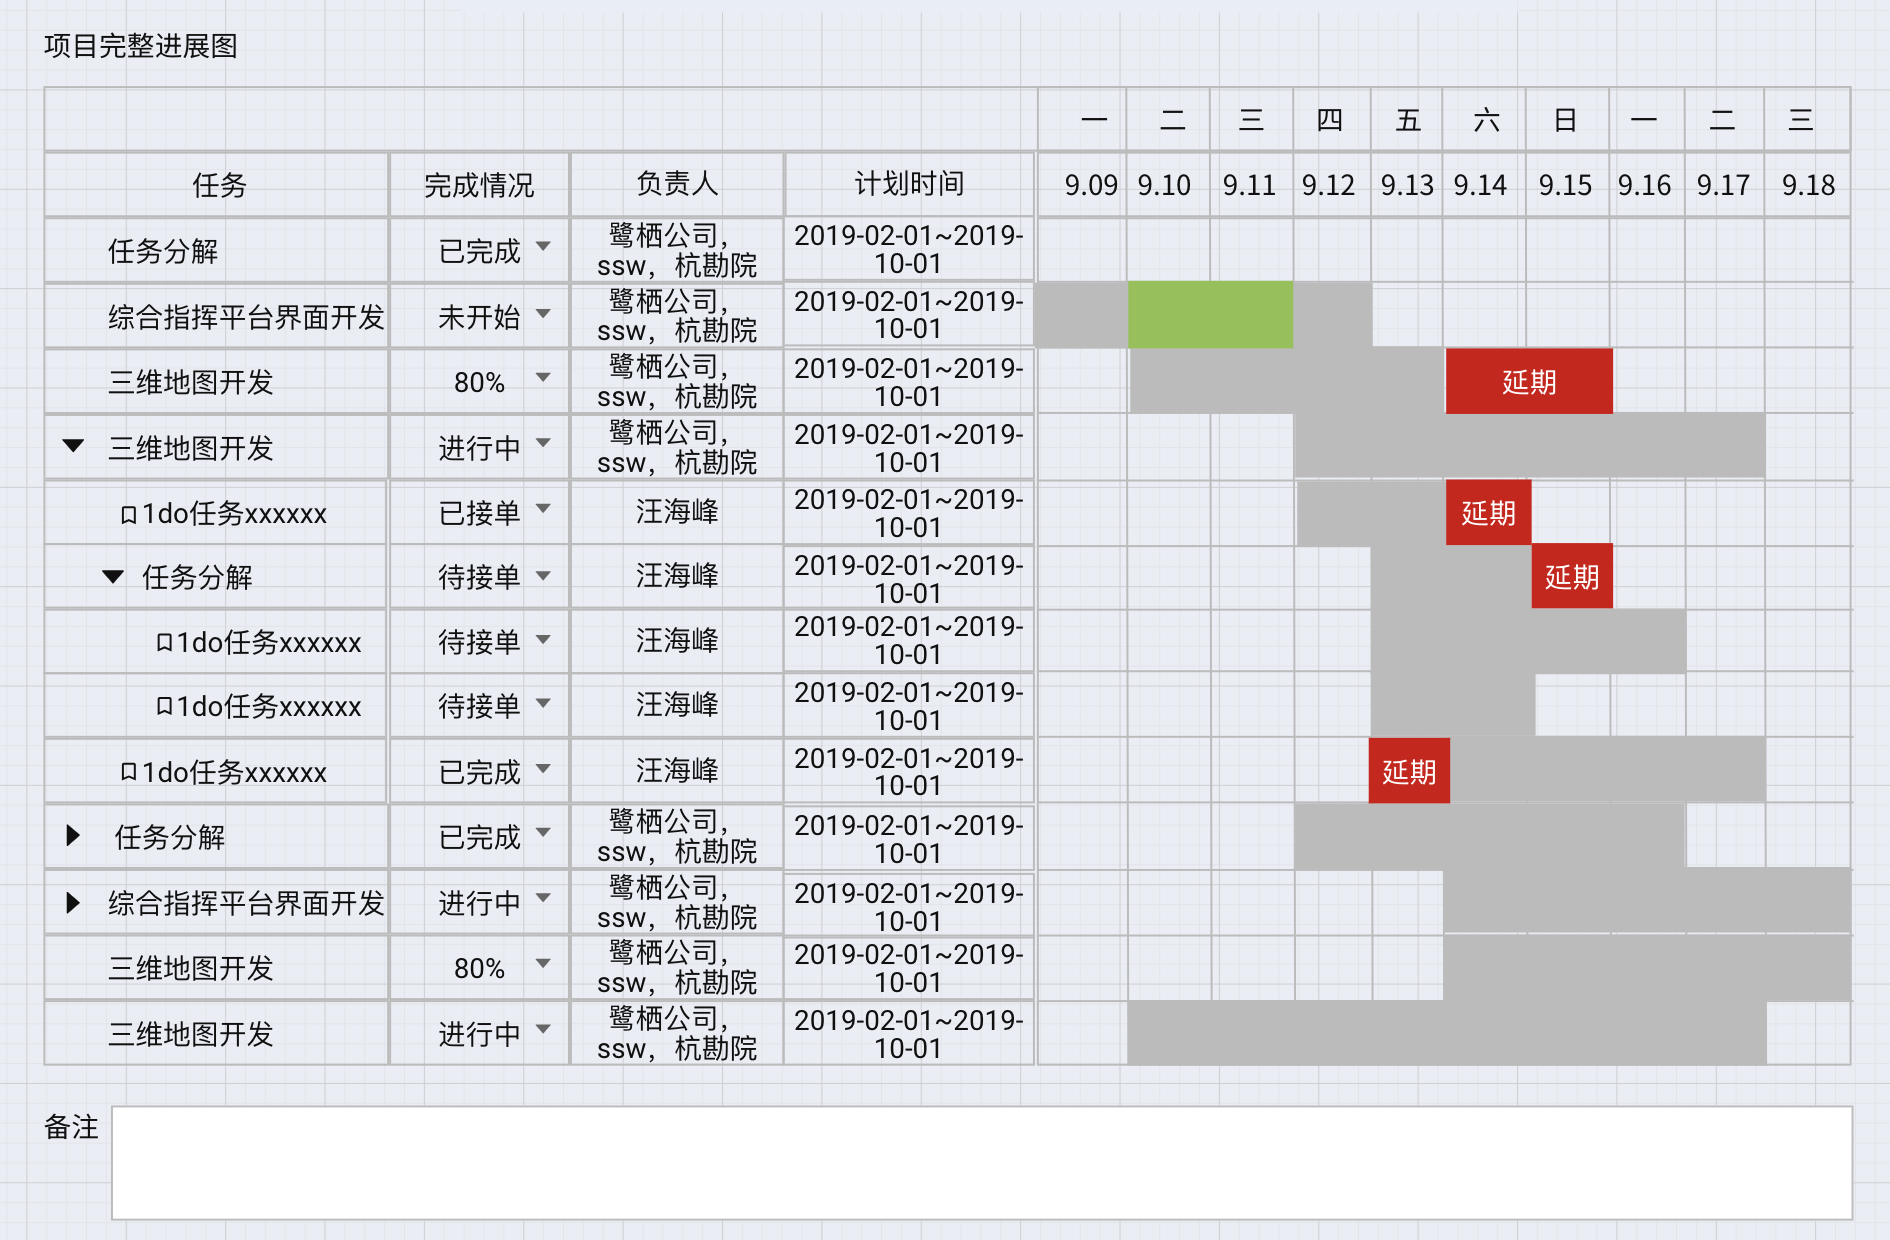 项目完整进展图
一 二 三 四 五 六 日 一 二 三
任务 完成情况 负责人 计划时间 9.09 9.10 9.11 9.12 9.13 9.14 9.15 9.16 9.17 9.18
任务分解 已完成 鹭栖公司，
ssw，杭勘院 2019-02-01~2019-
10-01
综合指挥平台界面开发 未开始 鹭栖公司，
ssw，杭勘院 2019-02-01~2019-
10-01
三维地图开发 80% 鹭栖公司，
ssw，杭勘院 2019-02-01~2019-
10-01 延期
三维地图开发 进行中 鹭栖公司，
ssw，杭勘院 2019-02-01~2019-
10-01
1do任务xxxxxx 已接单 汪海峰 2019-02-01~2019-
10-01 延期
任务分解 待接单 汪海峰 2019-02-01~2019-
10-01 延期
1do任务xxxxxx 待接单 汪海峰 2019-02-01~2019-
10-01
1do任务xxxxxx 待接单 汪海峰 2019-02-01~2019-
10-01
1do任务xxxxxx 已完成 汪海峰 2019-02-01~2019-
10-01 延期
任务分解 已完成 鹭栖公司，
ssw，杭勘院 2019-02-01~2019-
10-01
综合指挥平台界面开发 进行中 鹭栖公司，
ssw，杭勘院 2019-02-01~2019-
10-01
三维地图开发 80% 鹭栖公司，
ssw，杭勘院 2019-02-01~2019-
10-01
三维地图开发 进行中 鹭栖公司，
ssw，杭勘院 2019-02-01~2019-
10-01
备注